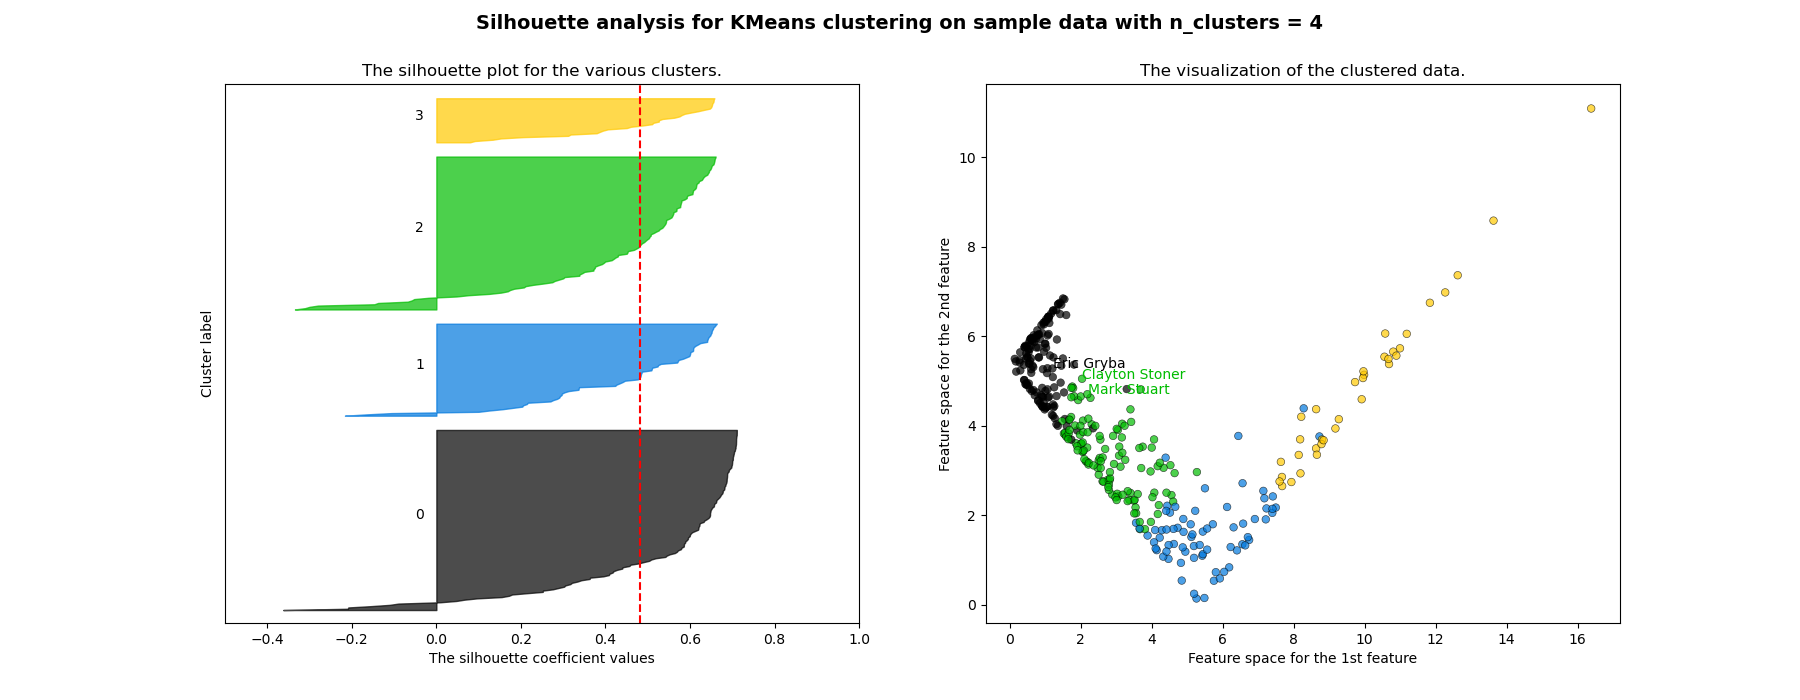 Silhouette analysis for KMeans clustering on sample data with n_clusters = 4
The silhouette plot for the various clusters.
3
2
1
0
Cluster label
−0.4 −0.2 0.0 0.2 0.4 0.6 0.8 1.0
The silhouette coefficient values
The visualization of the clustered data.
10
8
6
4
2
0
Feature space for the 2nd feature
Eric Gryba
Clayton Stoner
Mark Stuart
0 2 4 6 8 10 12 14 16
Feature space for the 1st feature